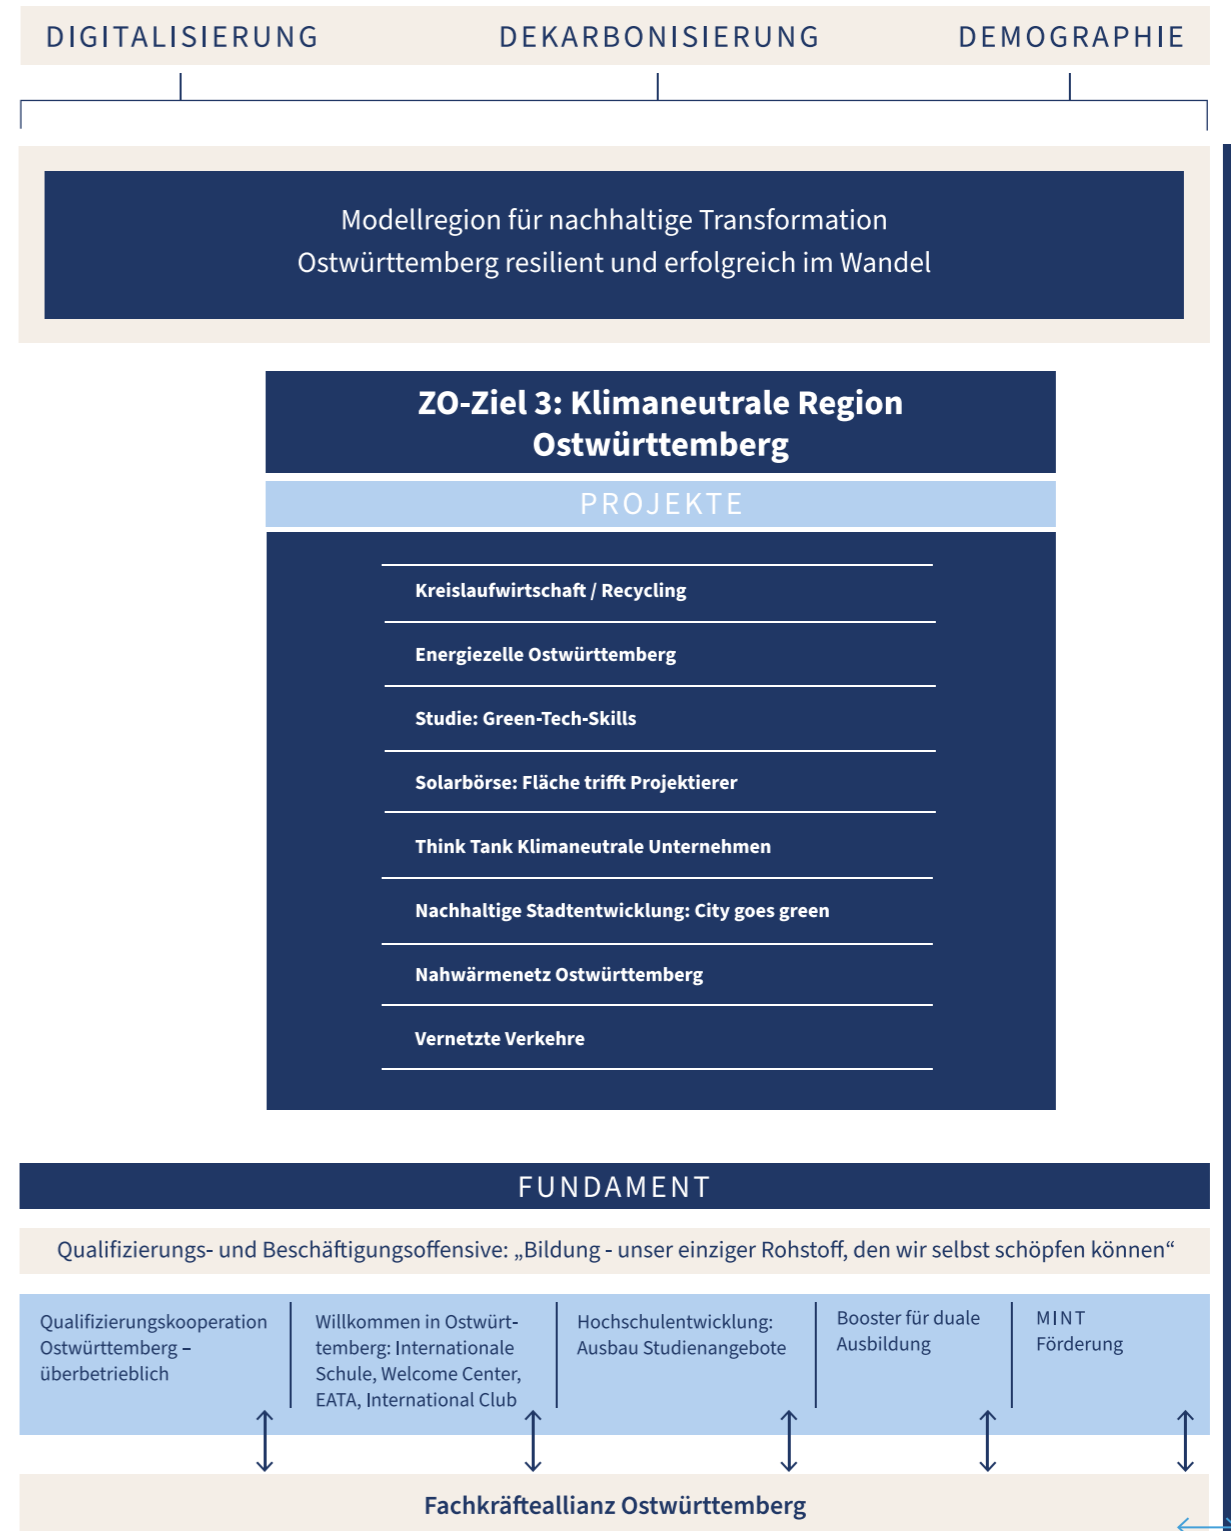 DIGITALISIERUNG DEKARBONISIERUNG DEMOGRAPHIE
Modellregion für nachhaltige Transformation
Ostwürttemberg resilient und erfolgreich im Wandel
ZO-Ziel 3: Klimaneutrale Region
Ostwürttemberg
PROJEKTE
Kreislaufwirtschaft / Recycling
Energiezelle Ostwürttemberg
Studie: Green-Tech-Skills
Solarbörse: Fläche trifft Projektierer
Think Tank Klimaneutrale Unternehmen
Nachhaltige Stadtentwicklung: City goes green
Nahwärmenetz Ostwürttemberg
Vernetzte Verkehre
FUNDAMENT
Qualifizierungs- und Beschäftigungsoffensive: „Bildung - unser einziger Rohstoff, den wir selbst schöpfen können“
Qualifizierungskooperation
Ostwürttemberg –
überbetrieblich
Willkommen in Ostwürt-
temberg: Internationale
Schule, Welcome Center,
EATA, International Club
Hochschulentwicklung:
Ausbau Studienangebote
Booster für duale
Ausbildung
MINT
Förderung
Fachkräfteallianz Ostwürttemberg